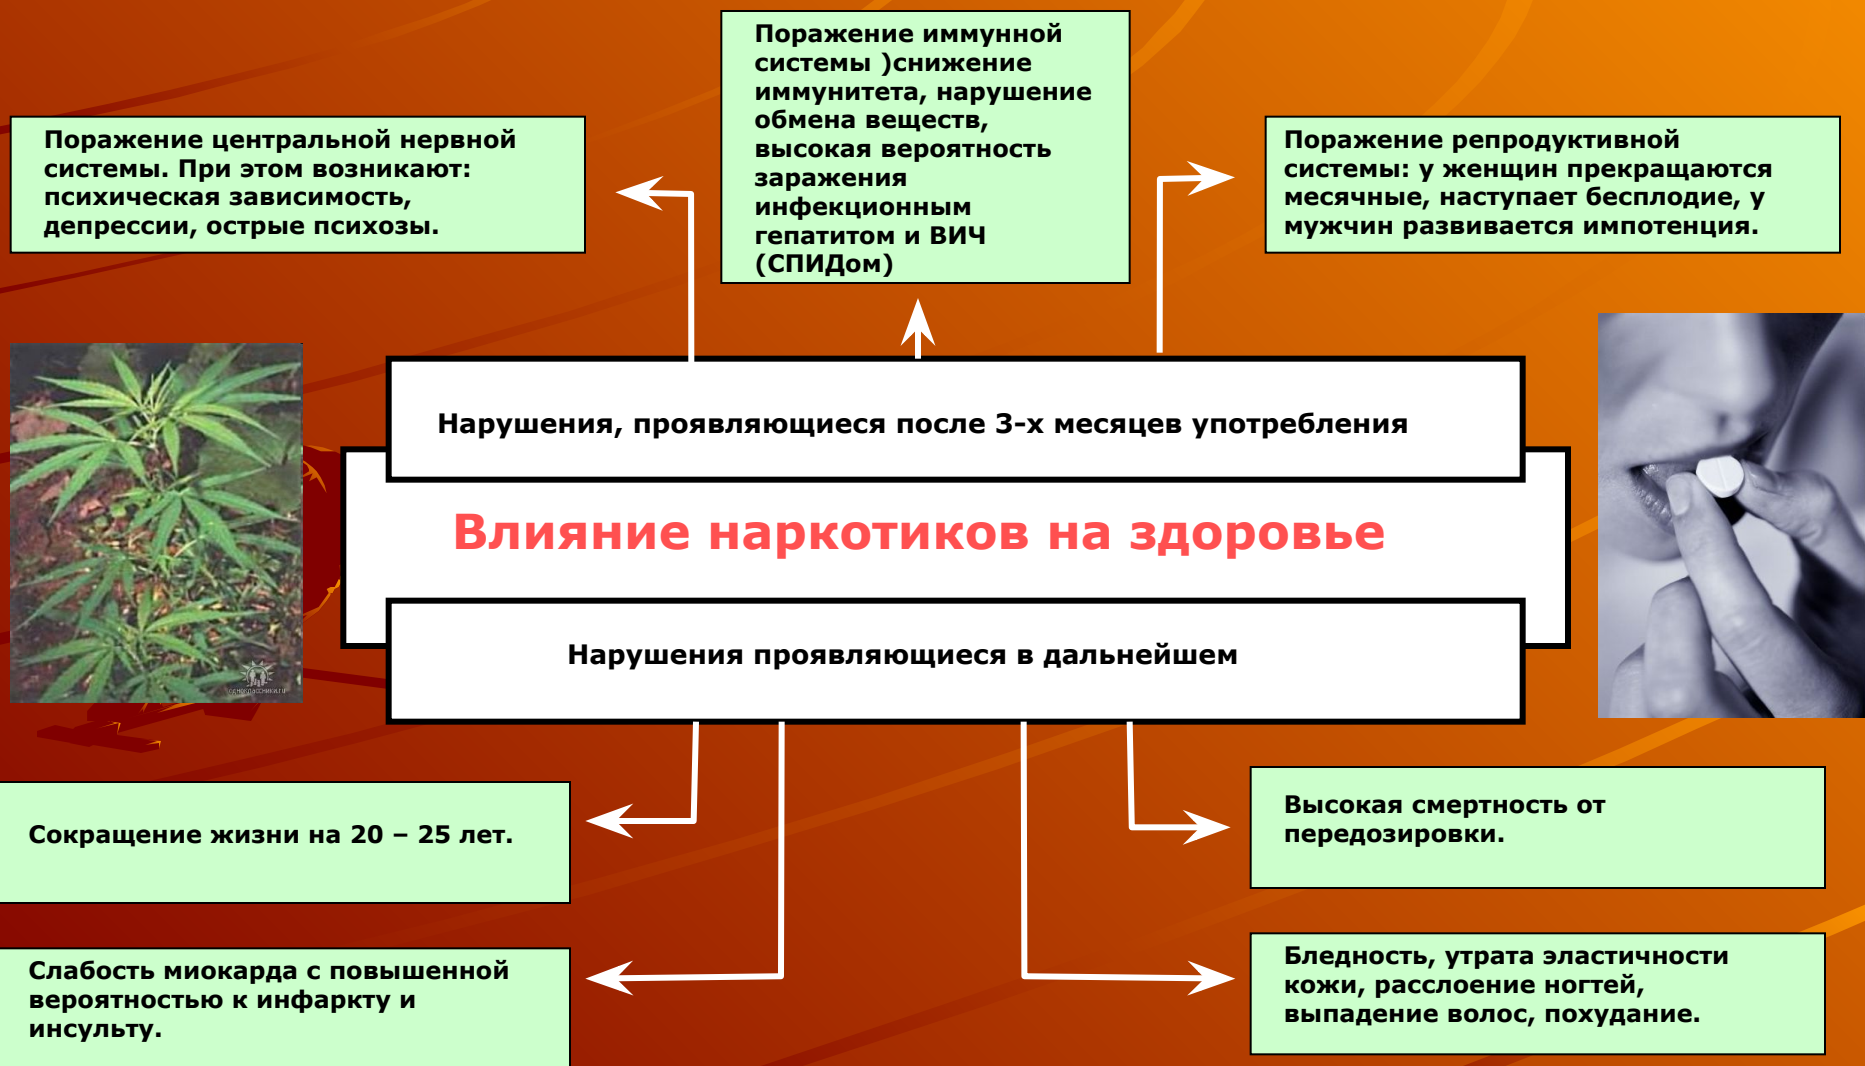 Поражение иммунной
системы )снижение
иммунитета, нарушение
обмена веществ,
высокая вероятность
заражения
инфекционным
гепатитом и ВИЧ
(СПИДом)
Поражение центральной нервной
системы. При этом возникают:
психическая зависимость,
депрессии, острые психозы.
Поражение репродуктивной
системы: у женщин прекращаются
месячные, наступает бесплодие, у
мужчин развивается импотенция.
Нарушения, проявляющиеся после 3-х месяцев употребления
Влияние наркотиков на здоровье
Нарушения проявляющиеся в дальнейшем
одноклассники.ru
Сокращение жизни на 20 – 25 лет.
Высокая смертность от
передозировки.
Слабость миокарда с повышенной
вероятностью к инфаркту и
инсульту.
Бледность, утрата эластичности
кожи, расслоение ногтей,
выпадение волос, похудание.